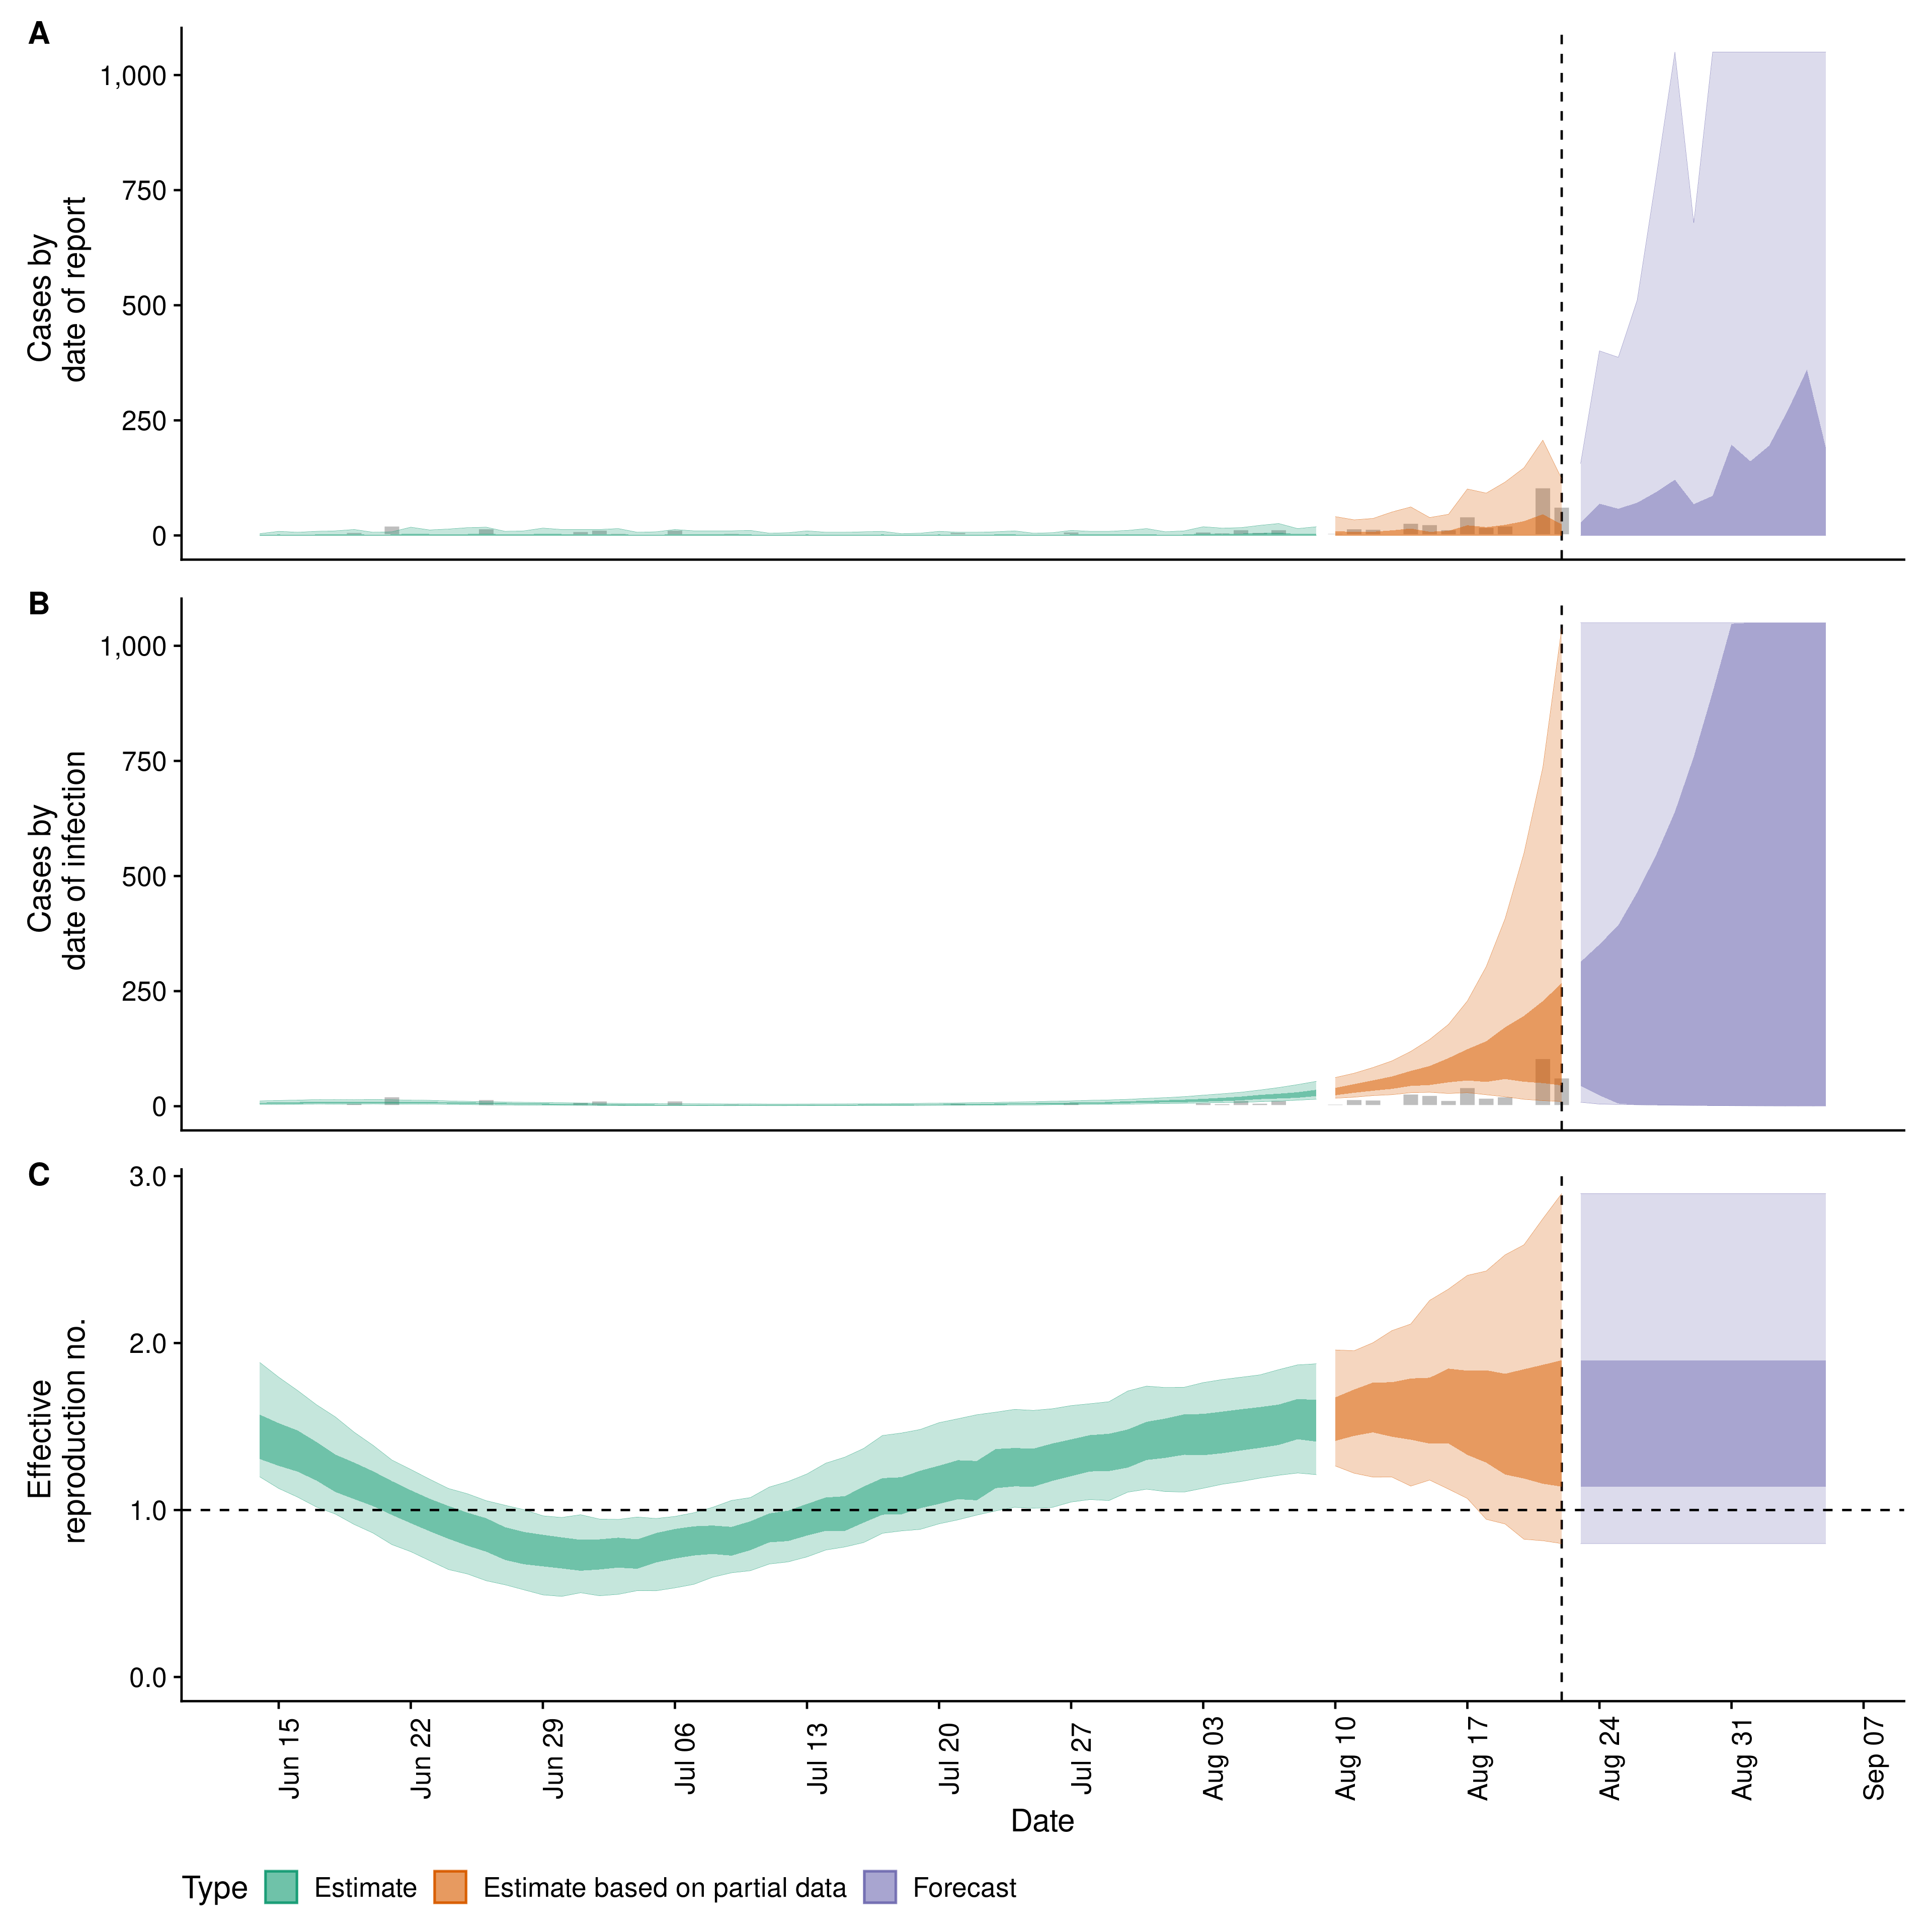 A
Cases by
date of report
1,000
750
500
250
0
B
Cases by
date of infection
1,000
750
500
250
0
C
Effective
reproduction no.
3.0
2.0
1.0
0.0
Jun 15
Jun 22
Jun 29
Jul 06
Jul 13
Jul 20
Jul 27
Aug 03
Aug 10
Aug 17
Aug 24
Aug 31
Sep 07
Date
Type Estimate Estimate based on partial data Forecast